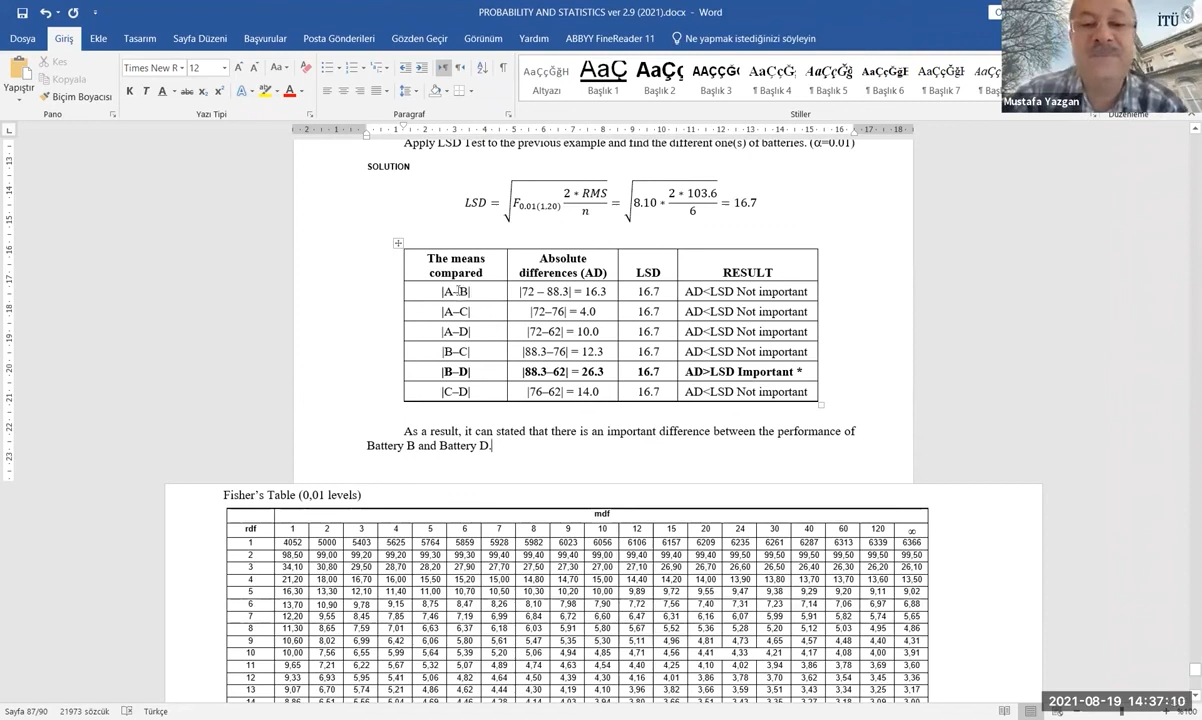 PROBABILITY AND STATISTICS ver 2.9 (2021).docx - Word
Dosya Giriş Ekle Tasarım Sayfa Düzeni Başvurular Posta Gönderileri Gözden Geçir Görünüm Yardım ABBYY FineReader 11 Ne yapmak istediğinizi söyleyin
İTÜ
Mustafa Yazgan
Yapıştır
Kes
Kopyala
Biçim Boyacısı
Times New R 12
Pano Yazı Tipi Paragraf Stiller Düzenleme
AaÇçĞğH AaÇ AaÇç AAÇÇĞ AaÇçĞ AaÇçĞg AaÇçĞğ AaÇçĞğ AaÇç
Altyazı Başlık 1 Başlık 2 Başlık 3 ¶ Başlık 4 ¶ Başlık 5 ¶ Başlık 6 ¶ Başlık 7 ¶ Başlı
Apply LSD Test to the previous example and find the different one(s) of batteries. (α=0.01)
SOLUTION
LSD = √(F0.01(1,20) 2 * RMS / n) = √(8.10 * 2 * 103.6 / 6) = 16.7
The means compared Absolute differences (AD) LSD RESULT
|A–B| |72 – 88.3| = 16.3 16.7 AD<LSD Not important
|A–C| |72–76| = 4.0 16.7 AD<LSD Not important
|A–D| |72–62| = 10.0 16.7 AD<LSD Not important
|B–C| |88.3–76| = 12.3 16.7 AD<LSD Not important
|B–D| |88.3–62| = 26.3 16.7 AD>LSD Important *
|C–D| |76–62| = 14.0 16.7 AD<LSD Not important
As a result, it can stated that there is an important difference between the performance of
Battery B and Battery D.
Fisher's Table (0,01 levels)
mdf
rdf 1 2 3 4 5 6 7 8 9 10 12 15 20 24 30 40 60 120 ∞
1 4052 5000 5403 5625 5764 5859 5928 5982 6023 6056 6106 6157 6209 6235 6261 6287 6313 6339 6366
2 98,50 99,00 99,20 99,20 99,30 99,30 99,40 99,40 99,40 99,00 99,40 99,40 99,40 99,50 99,50 99,50 99,50 99,50 99,50
3 34,10 30,80 29,50 28,70 28,20 27,90 27,70 27,50 27,30 27,00 27,10 26,90 26,70 26,60 26,50 26,40 26,30 26,20 26,10
4 21,20 18,00 16,70 16,00 15,50 15,20 15,00 14,80 14,70 15,00 14,40 14,20 14,00 13,90 13,80 13,70 13,70 13,60 13,50
5 16,30 13,30 12,10 11,40 11,00 10,70 10,50 10,30 10,20 10,00 9,89 9,72 9,55 9,47 9,38 9,29 9,20 9,11 9,02
6 13,70 10,90 9,78 9,15 8,75 8,47 8,26 8,10 7,98 7,90 7,72 7,56 7,40 7,31 7,23 7,14 7,06 6,97 6,88
7 12,20 9,55 8,45 7,85 7,46 7,19 6,99 6,84 6,72 6,60 6,47 6,31 6,16 6,07 5,99 5,91 5,82 5,74 5,65
8 11,30 8,65 7,59 7,01 6,63 6,37 6,18 6,03 5,91 5,80 5,67 5,52 5,36 5,28 5,20 5,12 5,03 4,95 4,86
9 10,60 8,02 6,99 6,42 6,06 5,80 5,61 5,47 5,35 5,30 5,11 4,96 4,81 4,73 4,65 4,57 4,48 4,40 4,31
10 10,00 7,56 6,55 5,99 5,64 5,39 5,20 5,06 4,94 4,85 4,71 4,56 4,41 4,33 4,21 4,17 4,08 4,00 3,91
11 9,65 7,21 6,22 5,67 5,32 5,07 4,89 4,74 4,63 4,54 4,40 4,25 4,10 4,02 3,94 3,86 3,78 3,69 3,60
12 9,33 6,93 5,95 5,41 5,06 4,82 4,64 4,50 4,39 4,30 4,16 4,01 3,86 3,78 3,70 3,62 3,54 3,45 3,36
13 9,07 6,70 5,74 5,21 4,86 4,62 4,44 4,30 4,19 4,10 3,96 3,82 3,66 3,59 3,51 3,43 3,34 3,25 3,17
Sayfa 87/90 21973 sözcük Türkçe
2021-08-19 14:37:10
%100